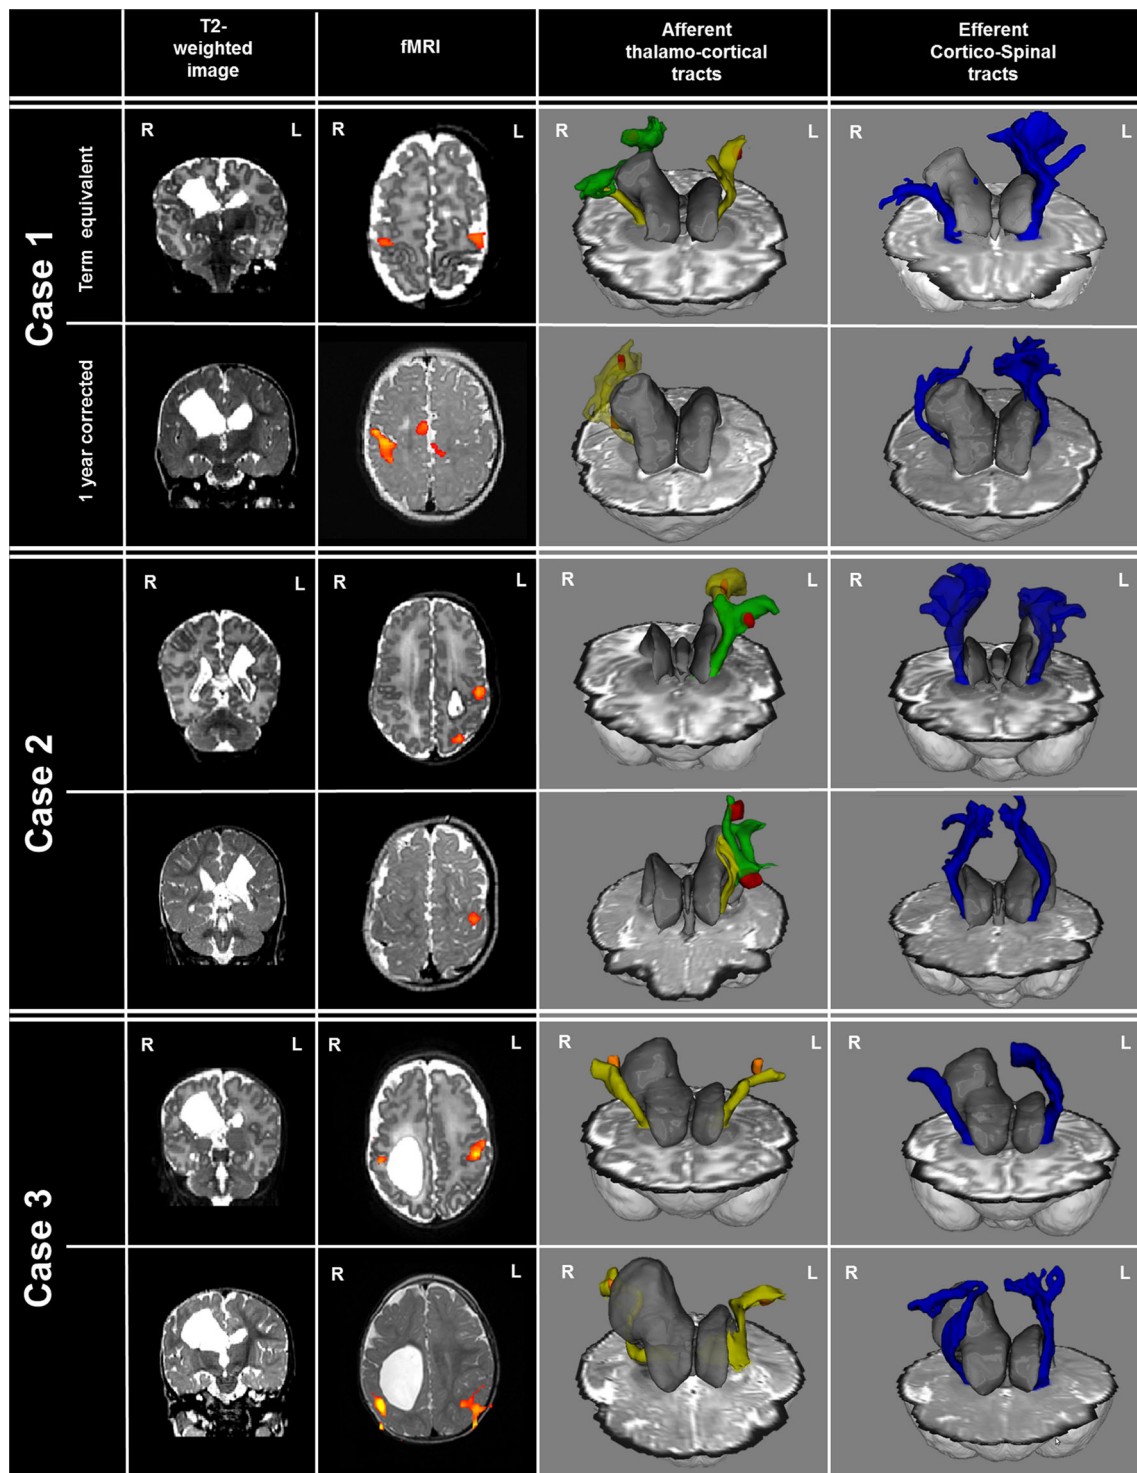 T2-
weighted
image
fMRI
Afferent
thalamo-cortical
tracts
Efferent
Cortico-Spinal
tracts
Case 1
Term equivalent
R L
R L
R L
R L
1 year corrected
Case 2
R L
R L
R L
R L
Case 3
R L
R L
R L
R L
R L
R L
R L